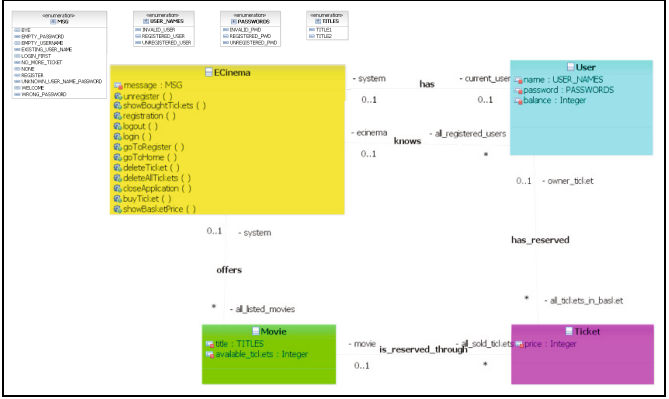 «enumeration»
MSG
BYE
EMPTY_PASSWORD
EMPTY_USERNAME
EXISTING_USER_NAME
LOGIN_FIRST
NO_MORE_TICKET
NONE
REGISTER
UNKNOWN_USER_NAME_PASSWORD
WELCOME
WRONG_PASSWORD
«enumeration»
USER_NAMES
INVALID_USER
REGISTERED_USER
UNREGISTERED_USER
«enumeration»
PASSWORDS
INVALID_PWD
REGISTERED_PWD
UNREGISTERED_PWD
«enumeration»
TITLES
TITLE1
TITLE2
ECinema
message : MSG
unregister ( )
showBoughtTickets ( )
registration ( )
logout ( )
login ( )
goToRegister ( )
goToHome ( )
deleteTicket ( )
deleteAllTickets ( )
closeApplication ( )
buyTicket ( )
showBasketPrice ( )
- system
has
- current_user
0..1
0..1
- ecinema
knows
- all_registered_users
0..1
*
User
name : USER_NAMES
password : PASSWORDS
balance : Integer
0..1
- owner_ticket
has_reserved
*
- all_tickets_in_basket
0..1
- system
offers
*
- all_listed_movies
Movie
title : TITLES
available_tickets : Integer
- movie
is_reserved_through
- all_sold_tickets
0..1
*
Ticket
price : Integer